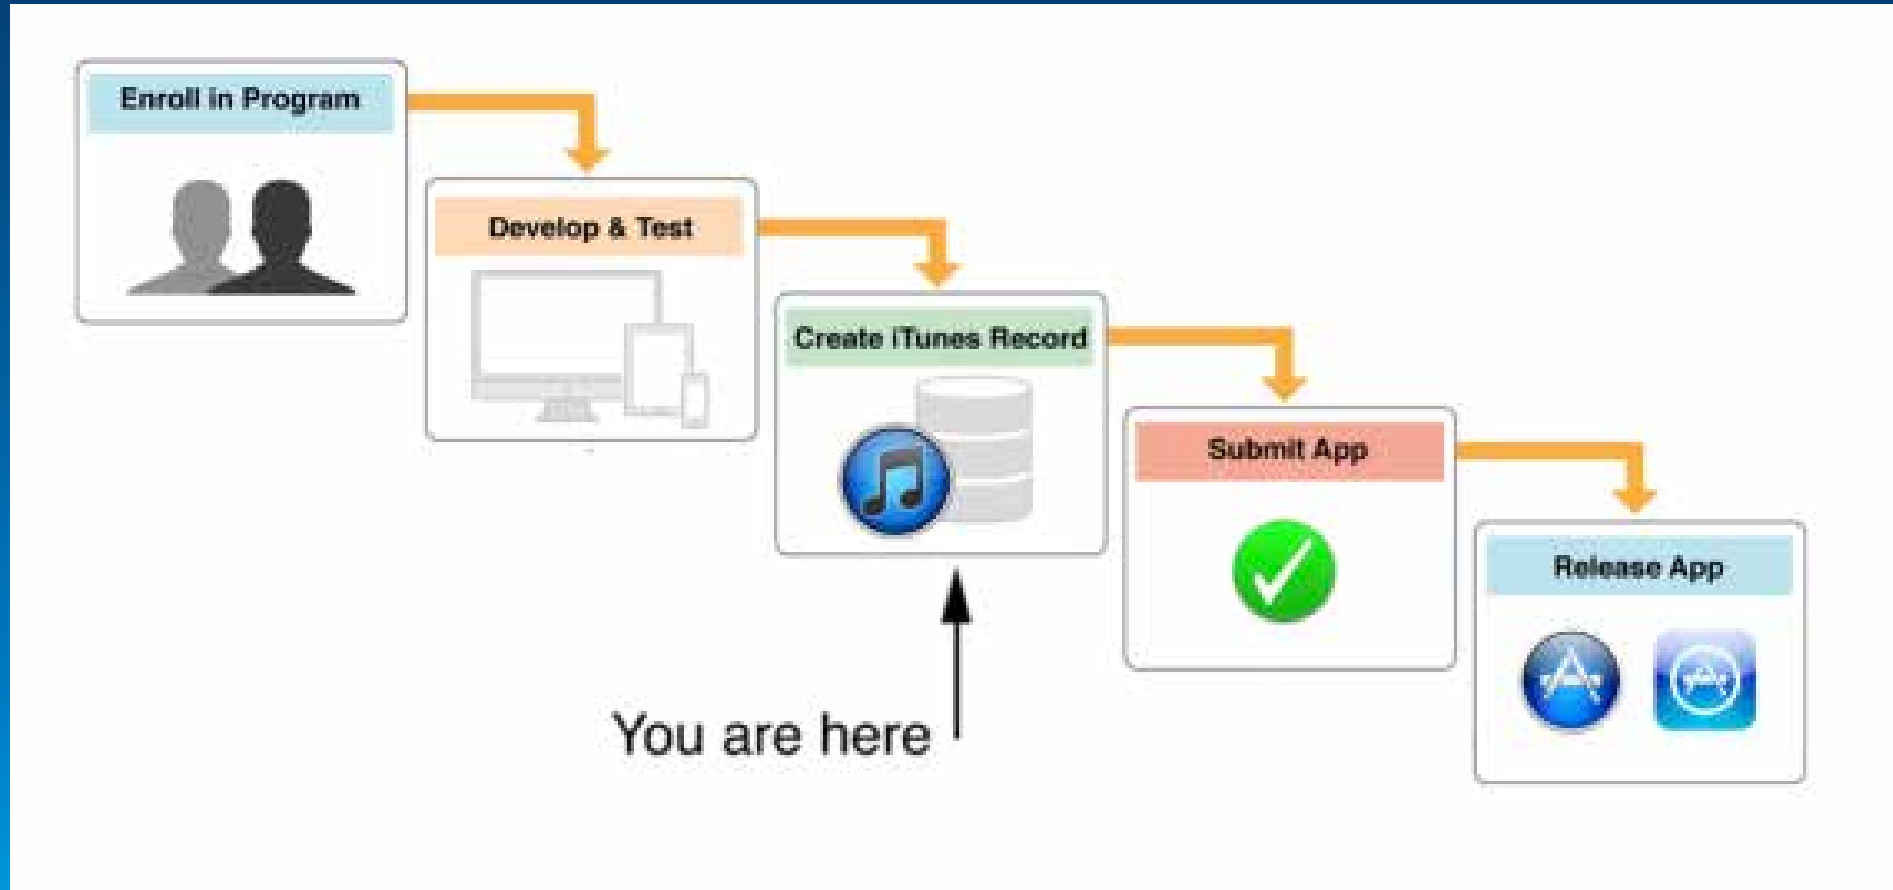 Enroll in Program
Develop & Test
Create iTunes Record
Submit App
Release App
You are here